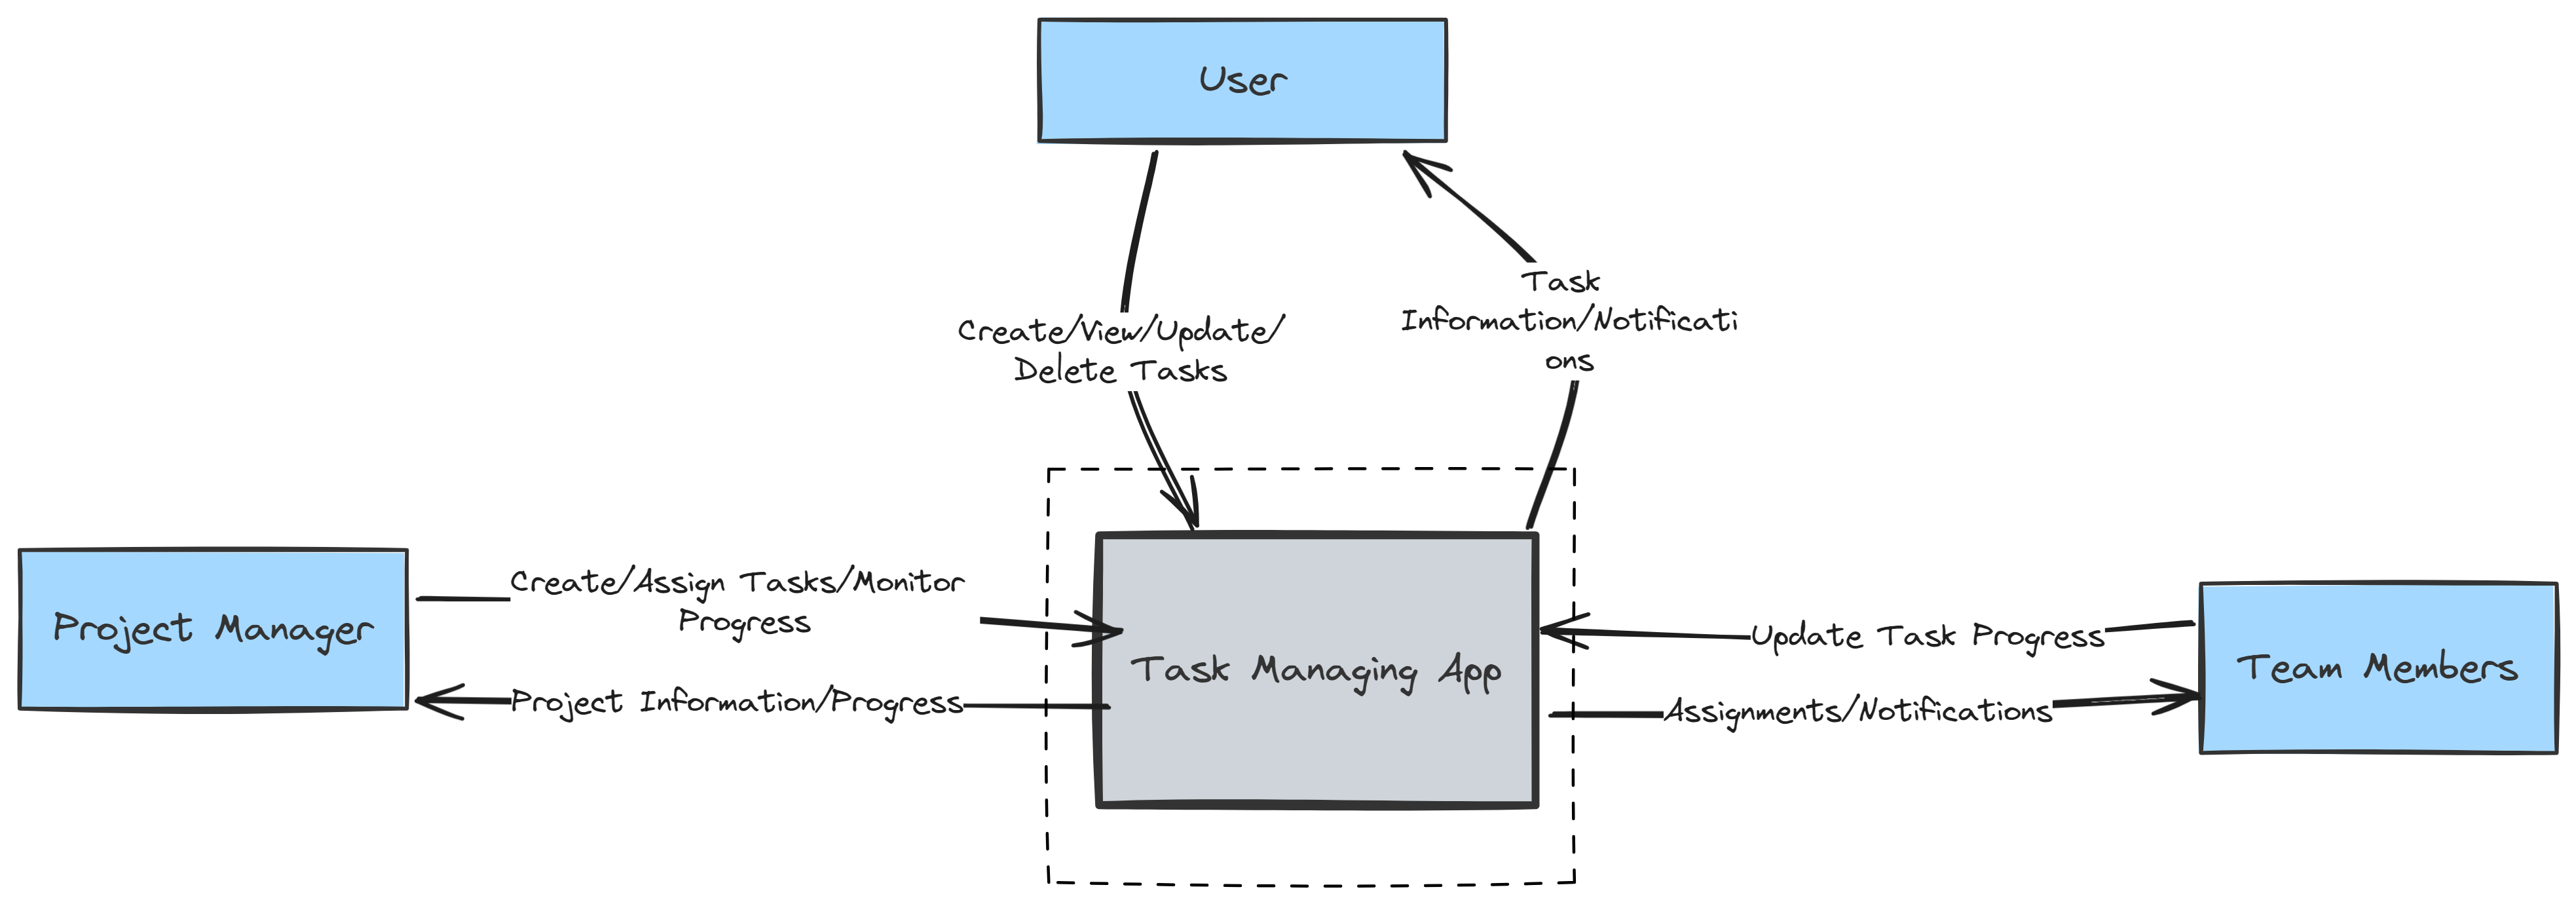 User
Task
Information/Notificati
ons
Create/View/Update/
Delete Tasks
Create/Assign Tasks/Monitor
Progress
Project Manager
Project Information/Progress
Task Managing App
Update Task Progress
Assignments/Notifications
Team Members